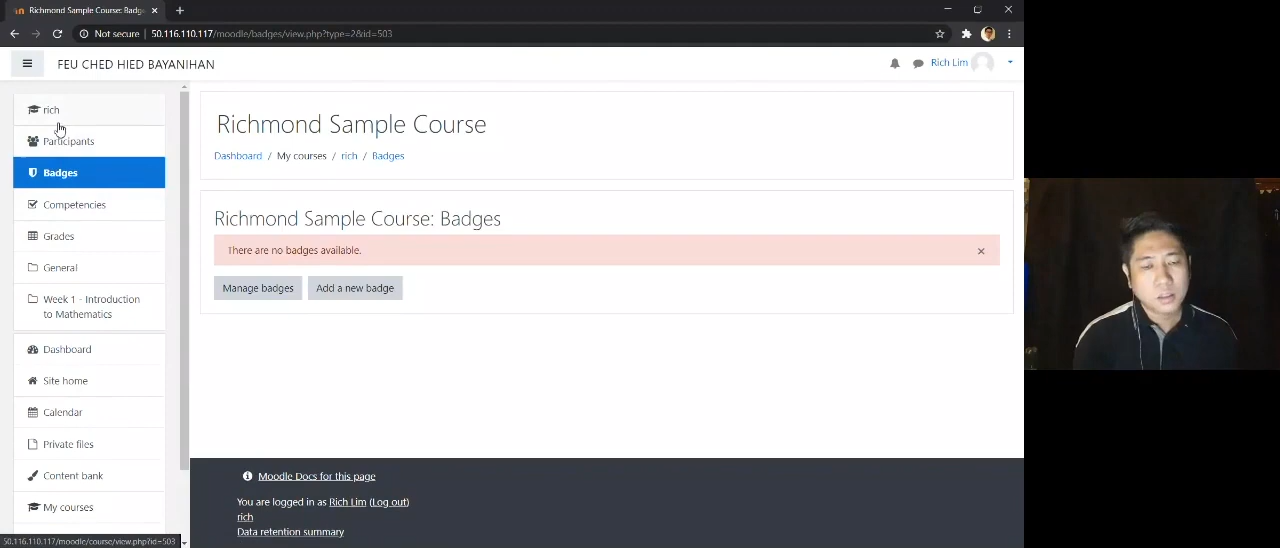 Richmond Sample Course: Badg
Not secure | 50.116.110.117/moodle/badges/view.php?type=2&id=503
FEU CHED HIED BAYANIHAN
Rich Lim
rich
Participants
Badges
Competencies
Grades
General
Week 1 - Introduction
to Mathematics
Dashboard
Site home
Calendar
Private files
Content bank
My courses
50.116.110.117/moodle/course/view.php?id=503
Richmond Sample Course
Dashboard / My courses / rich / Badges
Richmond Sample Course: Badges
There are no badges available.
Manage badges
Add a new badge
Moodle Docs for this page
You are logged in as Rich Lim (Log out)
rich
Data retention summary